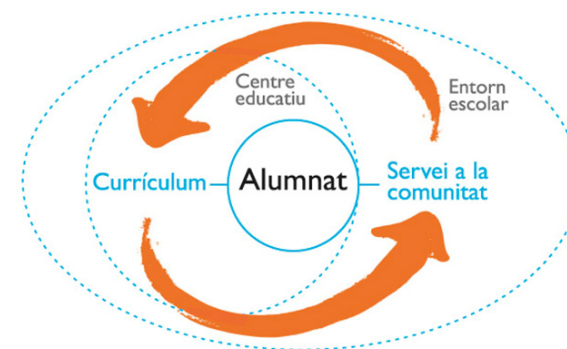 Centre
educatiu
Entorn
escolar
Currículum
Alumnat
Servei a la
comunitat